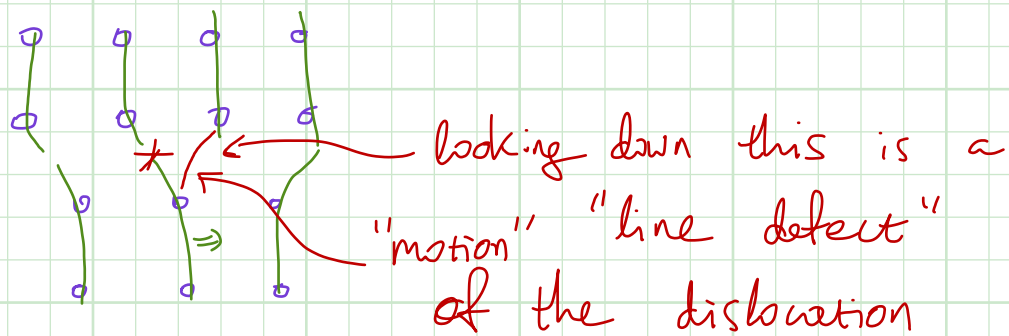 looking down this is a
"line defect"
"motion"
of the dislocation